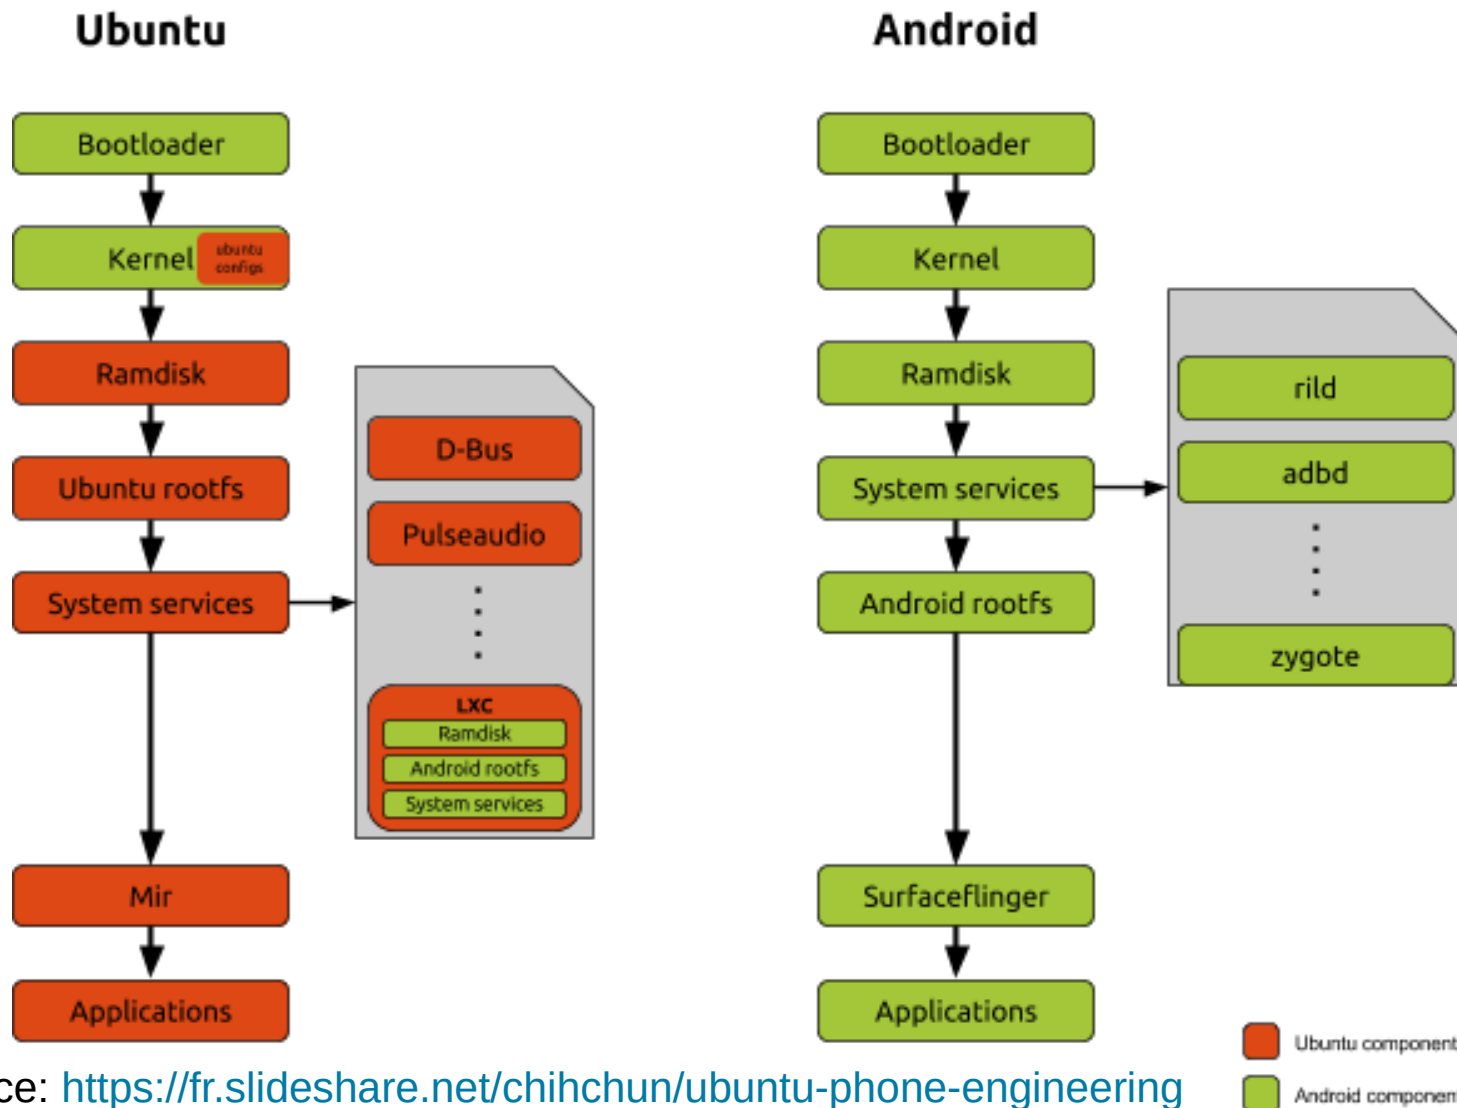 Ubuntu
Bootloader
Kernel
ubuntu
configs
Ramdisk
Ubuntu rootfs
System services
D-Bus
Pulseaudio
LXC
Ramdisk
Android rootfs
System services
Mir
Applications
Android
Bootloader
Kernel
Ramdisk
System services
Android rootfs
rild
adbd
zygote
Surfaceflinger
Applications
Ubuntu component
Android component
ce: https://fr.slideshare.net/chihchun/ubuntu-phone-engineering